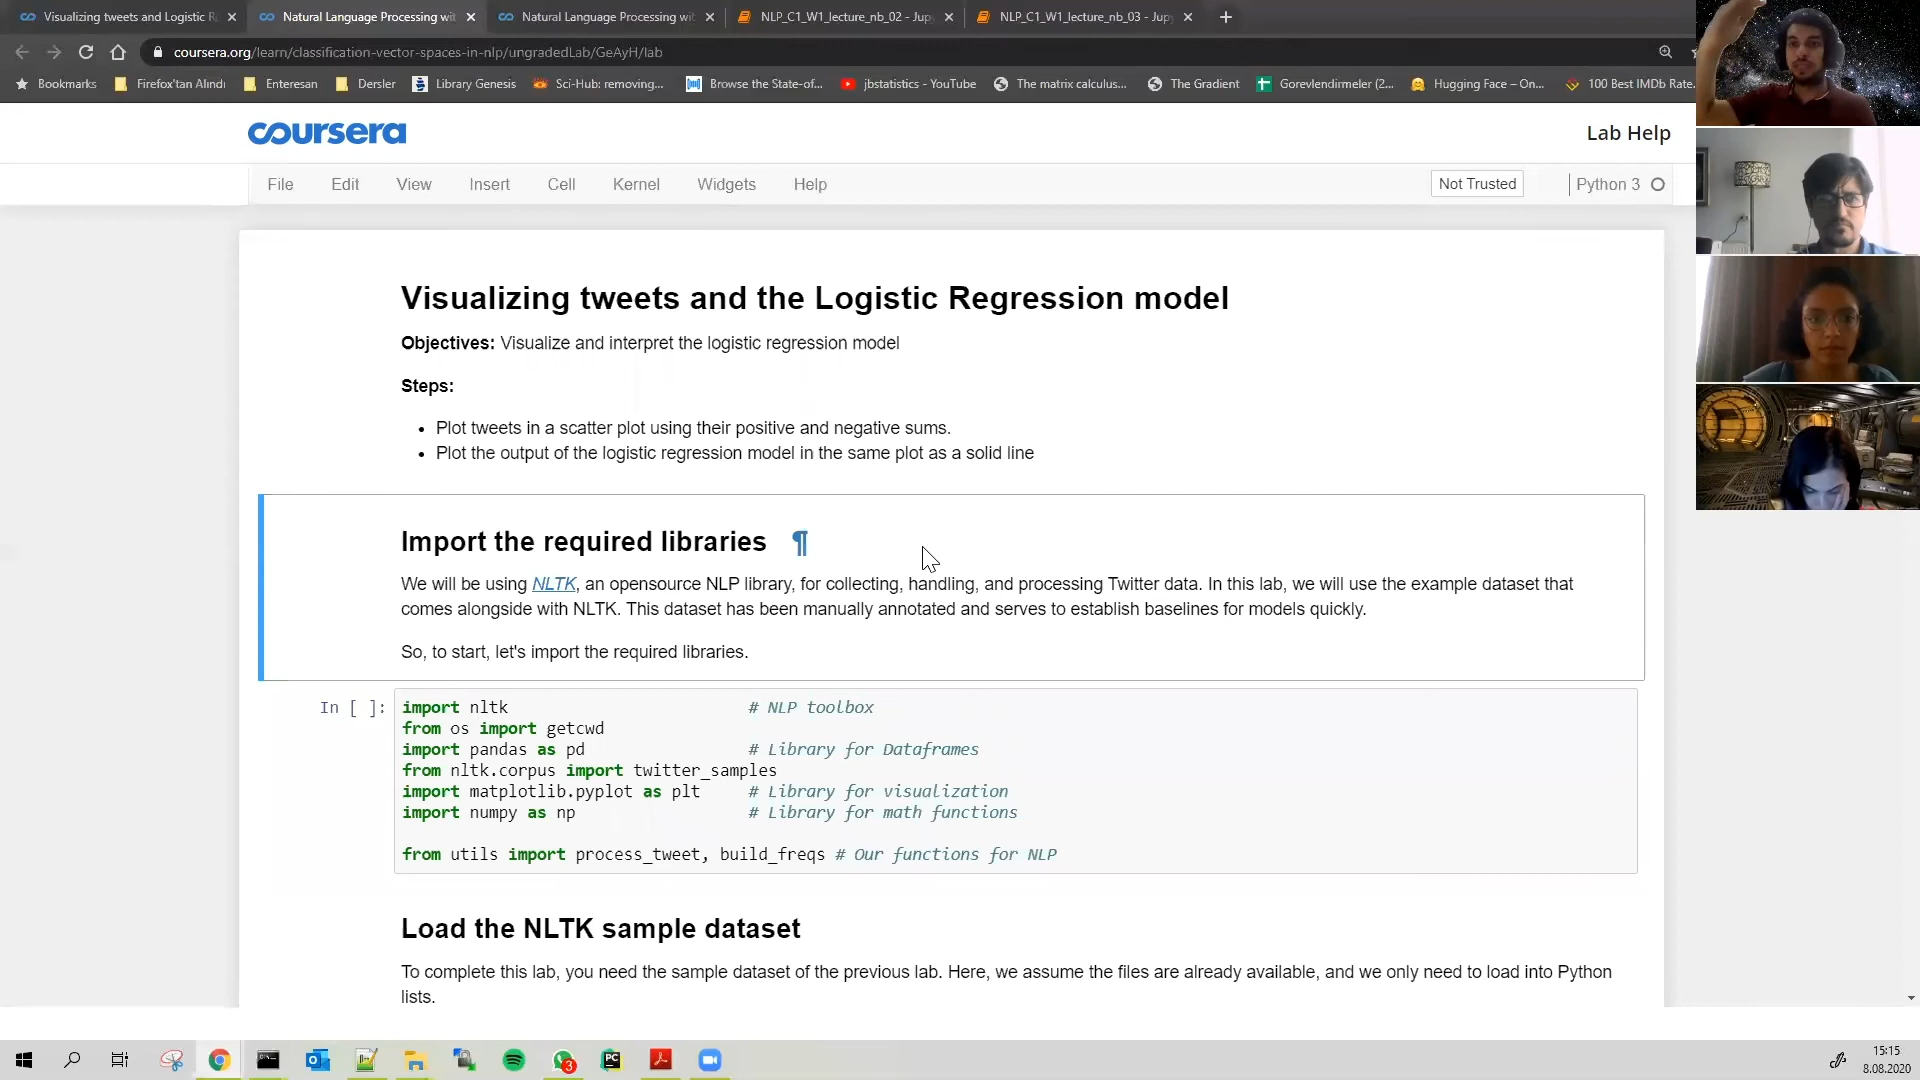 Visualizing tweets and Logistic R
Natural Language Processing wit
Natural Language Processing wit
NLP_C1_W1_lecture_nb_02 - Jup
NLP_C1_W1_lecture_nb_03 - Jup
coursera.org/learn/classification-vector-spaces-in-nlp/ungradedLab/GeAyH/lab
Bookmarks
Firefox'tan Alındı
Enteresan
Dersler
Library Genesis
Sci-Hub: removing...
Browse the State-of...
jbstatistics - YouTube
The matrix calculus...
The Gradient
Gorevlendirmeler (2...
Hugging Face – On...
100 Best IMDb Rate.
coursera
Lab Help
File Edit View Insert Cell Kernel Widgets Help
Not Trusted
Python 3
Visualizing tweets and the Logistic Regression model
Objectives: Visualize and interpret the logistic regression model
Steps:
• Plot tweets in a scatter plot using their positive and negative sums.
• Plot the output of the logistic regression model in the same plot as a solid line
Import the required libraries ¶
We will be using NLTK, an opensource NLP library, for collecting, handling, and processing Twitter data. In this lab, we will use the example dataset that
comes alongside with NLTK. This dataset has been manually annotated and serves to establish baselines for models quickly.
So, to start, let's import the required libraries.
In [ ]: import nltk # NLP toolbox
from os import getcwd
import pandas as pd # Library for Dataframes
from nltk.corpus import twitter_samples
import matplotlib.pyplot as plt # Library for visualization
import numpy as np # Library for math functions
from utils import process_tweet, build_freqs # Our functions for NLP
Load the NLTK sample dataset
To complete this lab, you need the sample dataset of the previous lab. Here, we assume the files are already available, and we only need to load into Python
lists.
3
PC
15:15
8.08.2020